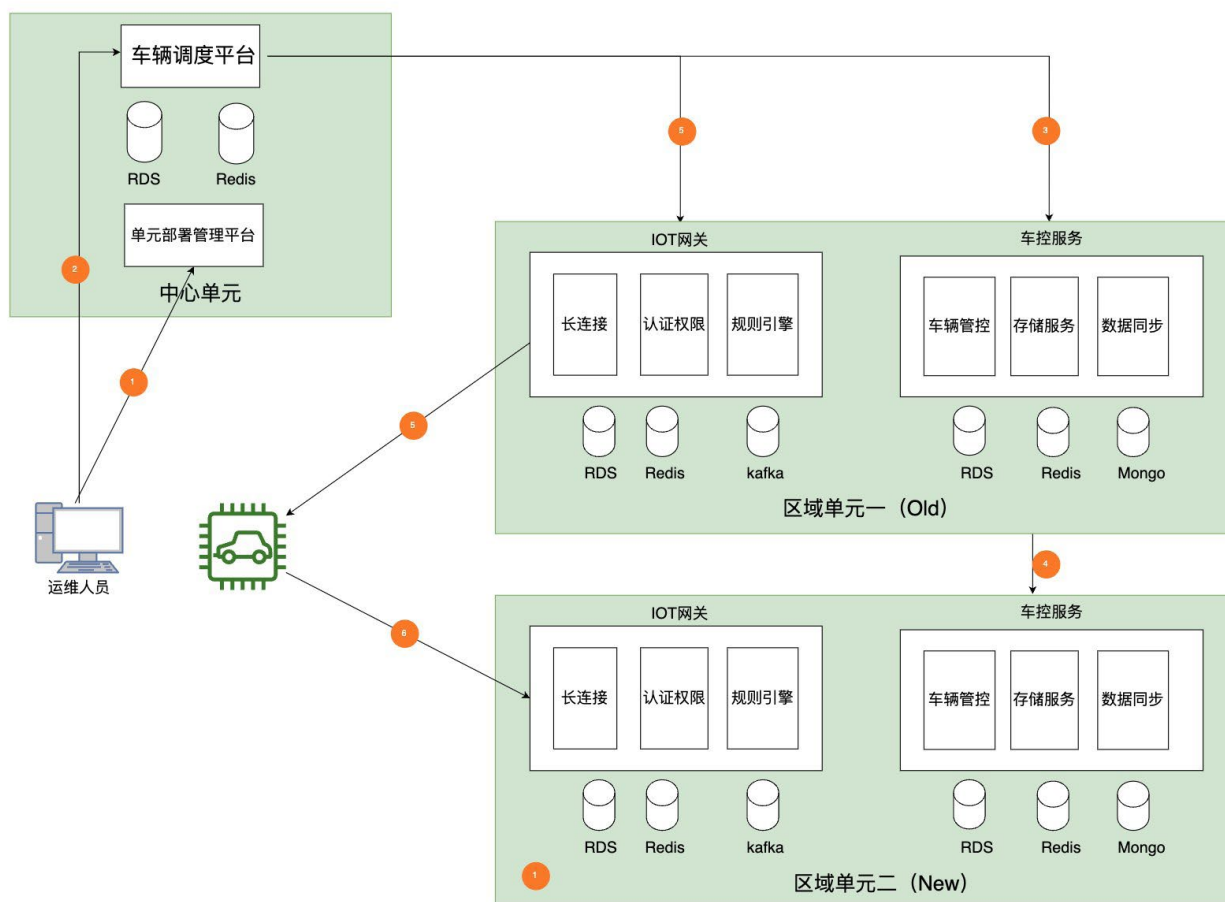 车辆调度平台
RDS
Redis
单元部署管理平台
中心单元
2
1
5
3
IOT网关
车控服务
长连接
认证权限
规则引擎
车辆管控
存储服务
数据同步
RDS
Redis
kafka
RDS
Redis
Mongo
区域单元一（Old）
5
运维人员
4
6
IOT网关
车控服务
长连接
认证权限
规则引擎
车辆管控
存储服务
数据同步
RDS
Redis
kafka
RDS
Redis
Mongo
1
区域单元二（New）